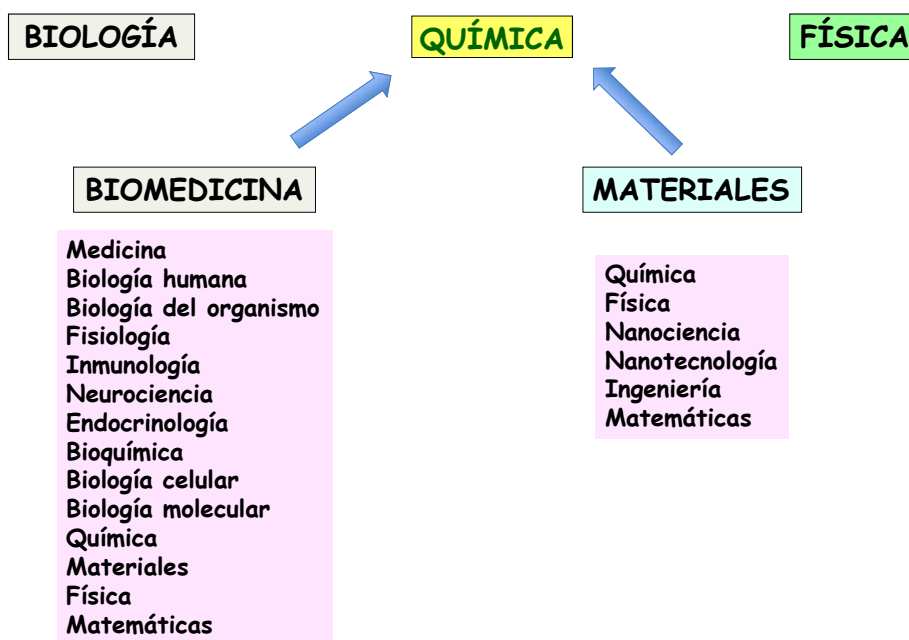 BIOLOGÍA
QUÍMICA
FÍSICA
BIOMEDICINA
MATERIALES
Medicina
Biología humana
Biología del organismo
Fisiología
Inmunología
Neurociencia
Endocrinología
Bioquímica
Biología celular
Biología molecular
Química
Materiales
Física
Matemáticas
Química
Física
Nanociencia
Nanotecnología
Ingeniería
Matemáticas